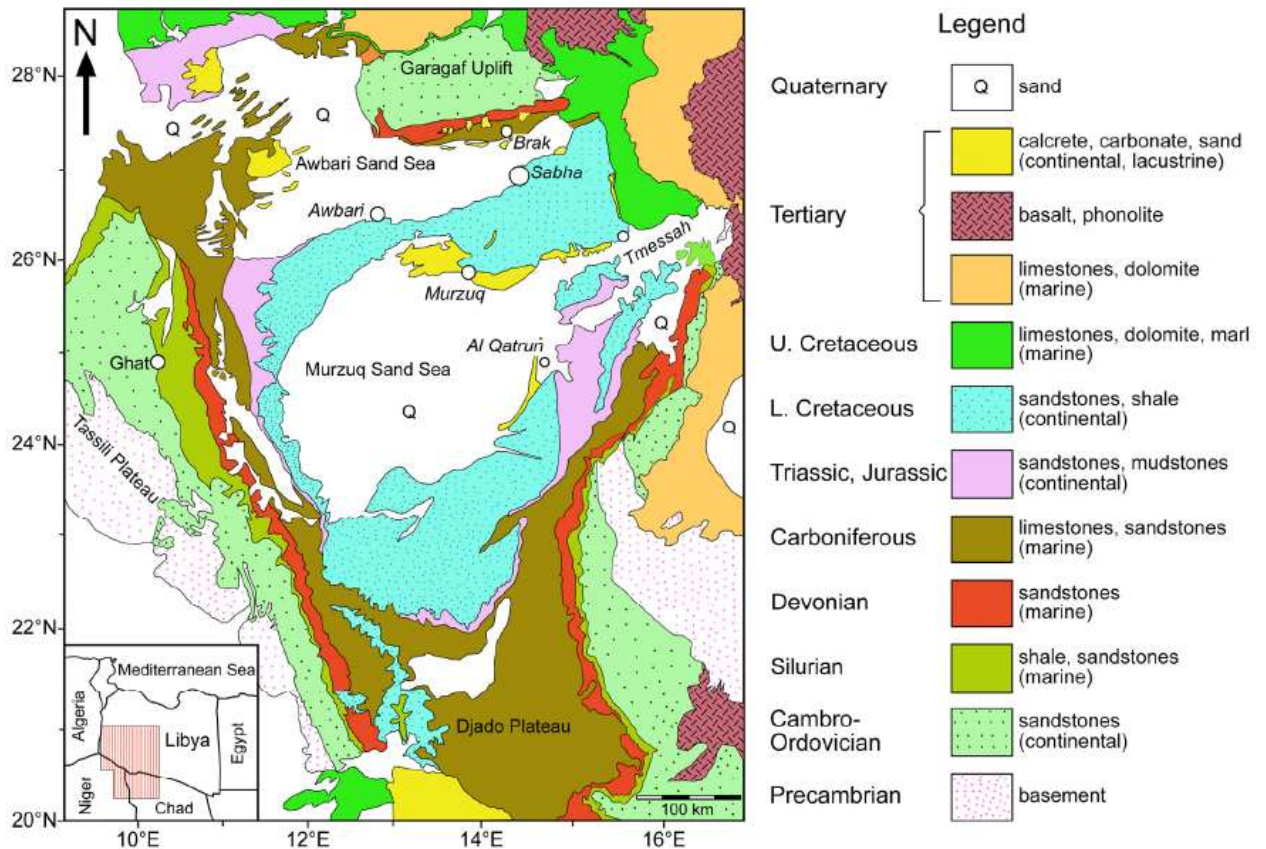 N
28°N
26°N
24°N
22°N
20°N
10°E
12°E
14°E
16°E
Garagaf Uplift
Q
Q
Brak
Awbari Sand Sea
Sabha
Awbari
Tmessah
Murzuq
Q
Al Qatrun
Ghat
Murzuq Sand Sea
Q
Q
Tassili Plateau
Djado Plateau
100 km
Mediterranean Sea
Algeria
Libya
Egypt
Niger
Chad
Legend
Quaternary
Q
sand
Tertiary
calcrete, carbonate, sand
(continental, lacustrine)
basalt, phonolite
limestones, dolomite
(marine)
U. Cretaceous
limestones, dolomite, marl
(marine)
L. Cretaceous
sandstones, shale
(continental)
Triassic, Jurassic
sandstones, mudstones
(continental)
Carboniferous
limestones, sandstones
(marine)
Devonian
sandstones
(marine)
Silurian
shale, sandstones
(marine)
Cambro-
Ordovician
sandstones
(continental)
Precambrian
basement